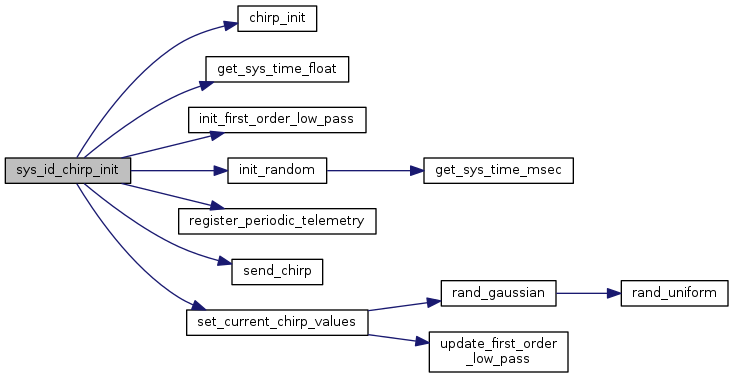 chirp_init
get_sys_time_float
init_first_order_low_pass
sys_id_chirp_init
init_random
get_sys_time_msec
register_periodic_telemetry
send_chirp
set_current_chirp_values
rand_gaussian
rand_uniform
update_first_order
_low_pass